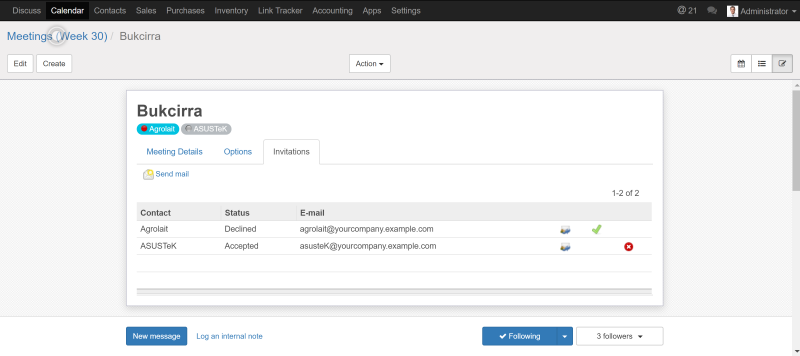 Discuss Calendar Contacts Sales Purchases Inventory Link Tracker Accounting Apps Settings @ 21 Administrator
Meetings (Week 30) / Bukcirra
Edit Create Action
Bukcirra
Agrolait ASUSTeK
Meeting Details Options Invitations
Send mail
1-2 of 2
Contact Status E-mail
Agrolait Declined agrolait@yourcompany.example.com
ASUSTeK Accepted asusteK@yourcompany.example.com
New message Log an internal note Following 3 followers